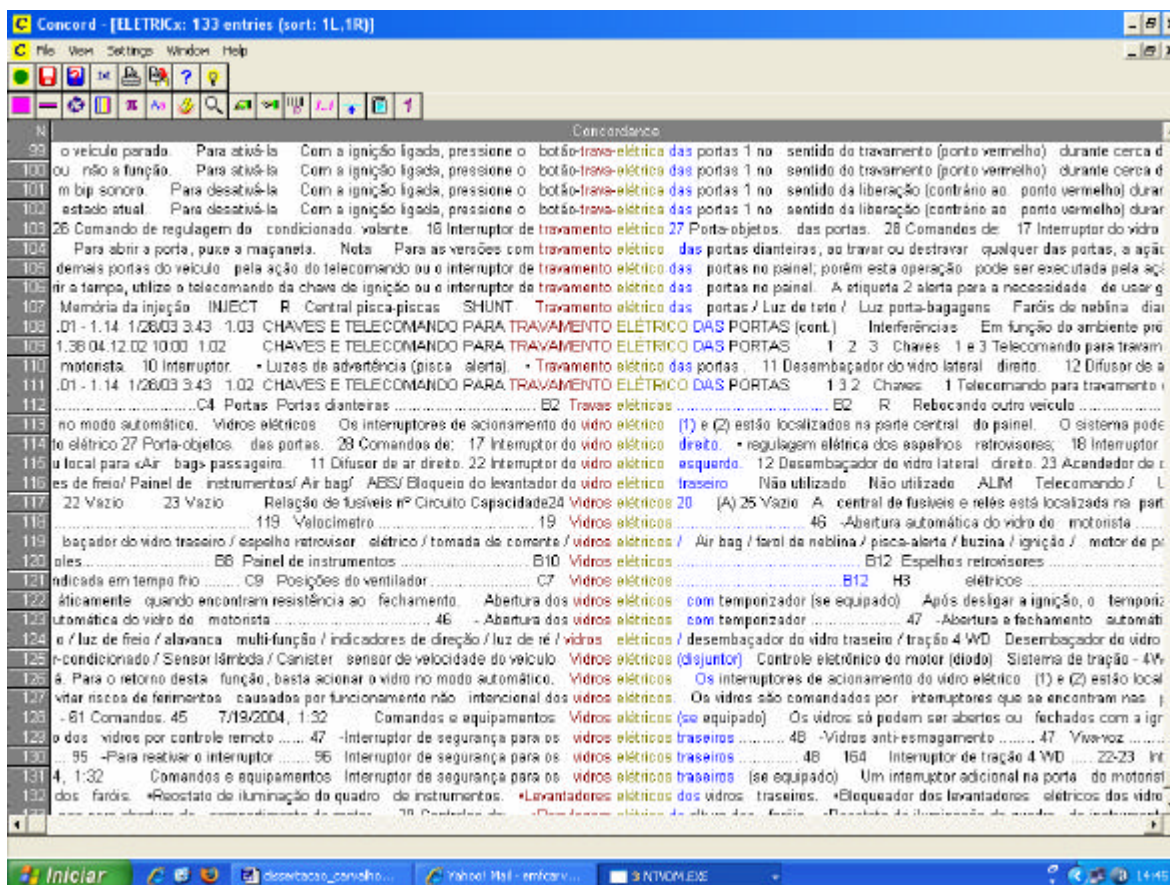 Concord - [ELETRICx: 133 entries (sort: 1L,1R)]
File View Settings Window Help
N Concordance
99 o veículo parado. Para ativá-la Com a ignição ligada, pressione o botão-trava-elétrica das portas 1 no sentido do travamento (ponto vermelho) durante cerca d
100 ou não a função. Para ativá-la Com a ignição ligada, pressione o botão-trava-elétrica das portas 1 no sentido do travamento (ponto vermelho) durante cerca d
101 m bip sonoro. Para desativá-la Com a ignição ligada, pressione o botão-trava-elétrica das portas 1 no sentido da liberação (contrário ao ponto vermelho) durar
102 estado atual. Para desativá-la Com a ignição ligada, pressione o botão-trava-elétrica das portas 1 no sentido da liberação (contrário ao ponto vermelho) durar
103 26 Comando de regulagem do condicionado. volante. 16 Interruptor de travamento elétrico 27 Porta-objetos. das portas. 28 Comandos de: 17 Interruptor do vidro
104 Para abrir a porta, puxe a maçaneta. Nota Para as versões com travamento elétrico das portas dianteiras, ao travar ou destravar qualquer das portas, a açã
105 demais portas do veículo pela ação do telecomando ou o interruptor de travamento elétrico das portas no painel; porém esta operação pode ser executada pela aç
106 rir a tampa, utilize o telecomando da chave de ignição ou o interruptor de travamento elétrico das portas no painel. A etiqueta 2 alerta para a necessidade de usar g
107 Memória da injeção INJECT R Central pisca-piscas SHUNT Travamento elétrico das portas / Luz de teto / Luz porta-bagagens Faróis de neblina dia
108 .01 - 1.14 1/28/03 3:43 1.03 CHAVES E TELECOMANDO PARA TRAVAMENTO ELÉTRICO DAS PORTAS (cont.) Interferências Em função do ambiente pró
109 1.38 04.12.02 10:00 1.02 CHAVES E TELECOMANDO PARA TRAVAMENTO ELÉTRICO DAS PORTAS 1 2 3 Chaves 1 e 3 Telecomando para travam
110 motorista. 10 Interruptor. • Luzes de advertência (pisca alerta). • Travamento elétrico das portas. 11 Desembaçador do vidro lateral direito. 12 Difusor de a
111 .01 - 1.14 1/28/03 3:43 1.02 CHAVES E TELECOMANDO PARA TRAVAMENTO ELÉTRICO DAS PORTAS 1 3 2 Chaves 1 Telecomando para travamento
112 ..........C4 Portas Portas dianteiras .......... B2 Travas elétricas .......... B2 R Rebocando outro veículo ..........
113 no modo automático. Vidros elétricos Os interruptores de acionamento do vidro elétrico (1) e (2) estão localizados na parte central do painel. O sistema pode
114 to elétrico 27 Porta-objetos. das portas. 28 Comandos de: 17 Interruptor do vidro elétrico direito. • regulagem elétrica dos espelhos retrovisores; 18 Interruptor
115 u local para «Air bag» passageiro. 11 Difusor de ar direito. 22 Interruptor do vidro elétrico esquerdo. 12 Desembaçador do vidro lateral direito. 23 Acendedor de c
116 es de freio/ Painel de instrumentos/ Air bag/ ABS/ Bloqueio do levantador do vidro elétrico traseiro Não utilizado Não utilizado ALIM Telecomando / L
117 22 Vazio 23 Vazio Relação de fusíveis nº Circuito Capacidade24 Vidros elétricos 20 (A) 25 Vazio A central de fusíveis e relés está localizada na part
118 .......... 119 Velocímetro .......... 19 Vidros elétricos .......... 46 -Abertura automática do vidro do motorista ..........
119 baçador do vidro traseiro / espelho retrovisor elétrico / tomada de corrente / vidros elétricos / Air bag / farol de neblina / pisca-alerta / buzina / ignição / motor de pa
120 oles.......... B8 Painel de instrumentos .......... B10 Vidros elétricos .......... B12 Espelhos retrovisores ..........
121 ndicada em tempo frio ....... C9 Posições do ventilador.......... C7 Vidros elétricos .......... B12 H3 elétricos ..........
122 áticamente quando encontram resistência ao fechamento. Abertura dos vidros elétricos com temporizador (se equipado) Após desligar a ignição, o temporiz
123 utomática do vidro do motorista .......... 46 - Abertura dos vidros elétricos com temporizador .......... 47 -Abertura e fechamento automáti
124 o / luz de freio / alavanca multi-função / indicadores de direção / luz de ré / vidros elétricos / desembaçador do vidro traseiro / tração 4 WD Desembaçador do vidro
125 r-condicionado / Sensor lâmbda / Canister sensor de velocidade do veículo Vidros elétricos (disjuntor) Controle eletrônico do motor (diodo) Sistema de tração - 4W
126 á. Para o retorno desta função, basta acionar o vidro no modo automático. Vidros elétricos Os interruptores de acionamento do vidro elétrico (1) e (2) estão local
127 vitar riscos de ferimentos causados por funcionamento não intencional dos vidros elétricos. Os vidros são comandados por interruptores que se encontram nas
128 - 61 Comandos. 45 7/19/2004, 1:32 Comandos e equipamentos Vidros elétricos (se equipado) Os vidros só podem ser abertos ou fechados com a igr
129 o dos vidros por controle remoto ...... 47 -Interruptor de segurança para os vidros elétricos traseiros .......... 48 -Vidros anti-esmagamento .......... 47 Viva-voz ......
130 .... 95 -Para reativar o interruptor ....... 96 Interruptor de segurança para os vidros elétricos traseiros .......... 48 164 Interruptor de tração 4 WD ..... 22-23 Int
131 4, 1:32 Comandos e equipamentos Interruptor de segurança para os vidros elétricos traseiros (se equipado) Um interruptor adicional na porta do motorist
132 dos faróis. •Reostato de iluminação do quadro de instrumentos. •Levantadores elétricos dos vidros traseiros. •Bloqueador dos levantadores elétricos dos vidro
Iniciar dissertacao_carvalho... Yahoo! Mail - emfcarv... NTVDM.EXE 14:45